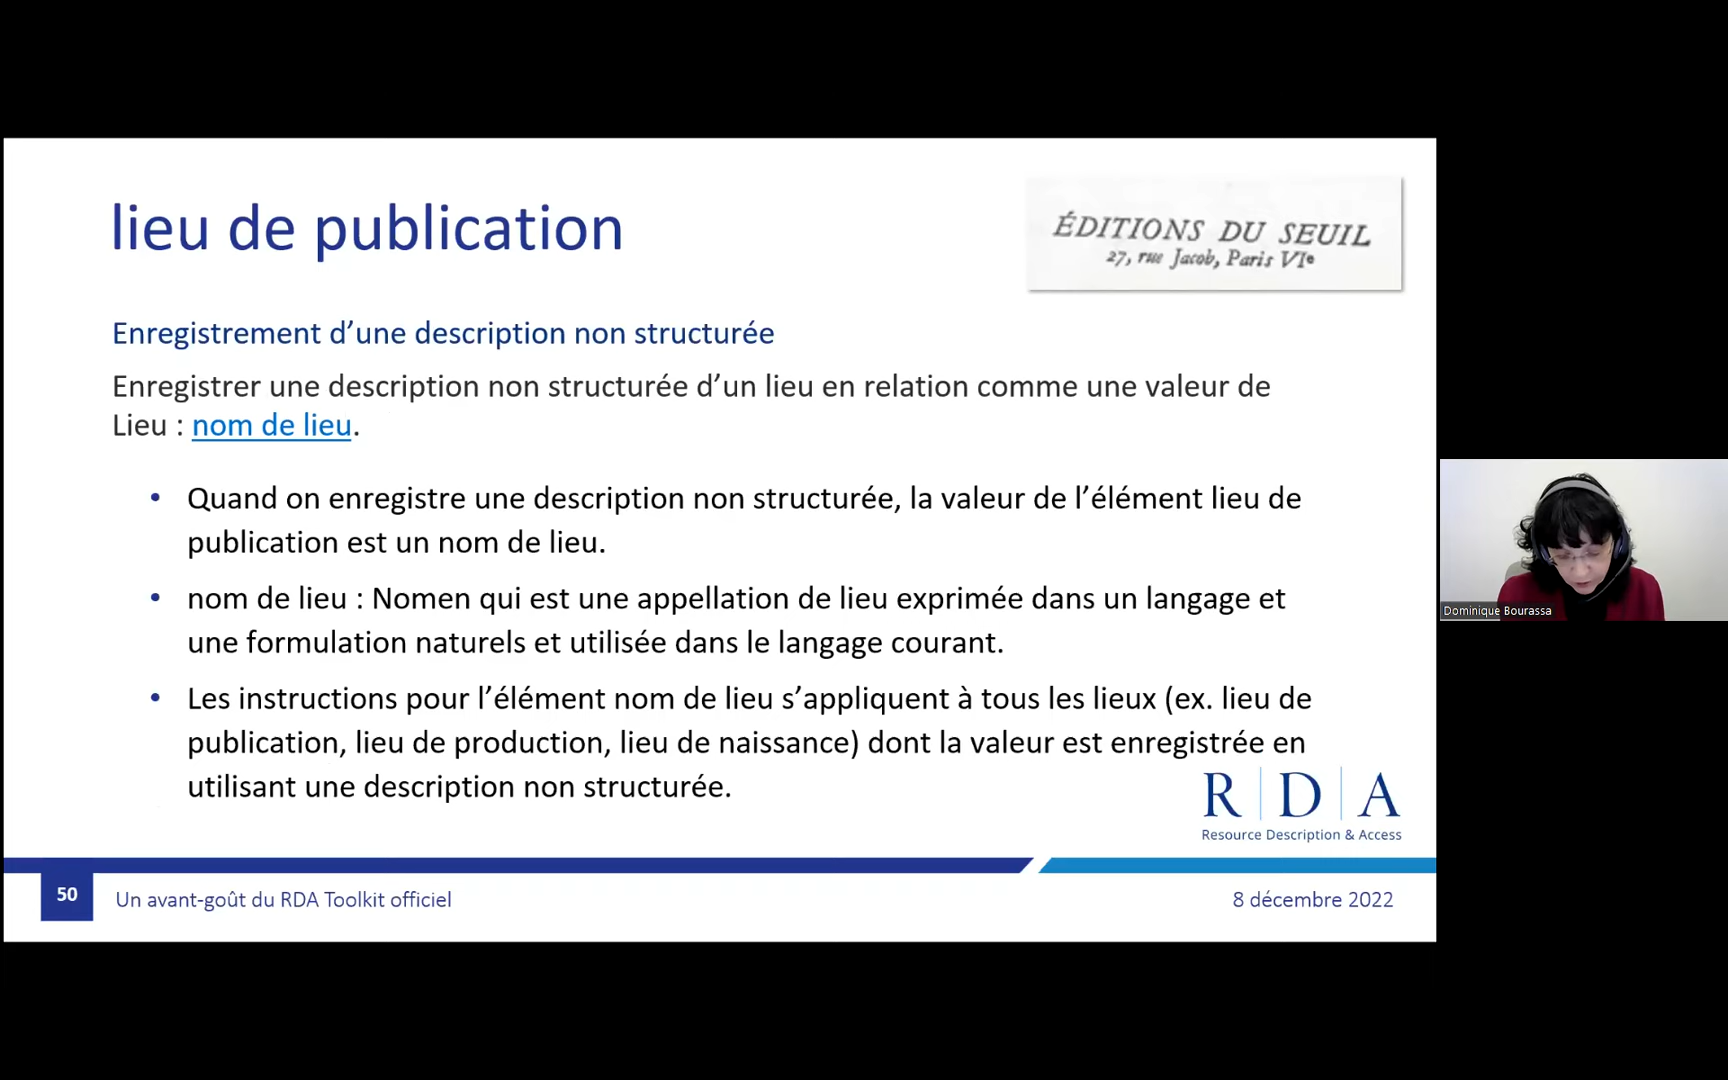 lieu de publication
ÉDITIONS DU SEUIL
27, rue Jacob, Paris VIe
Enregistrement d’une description non structurée
Enregistrer une description non structurée d’un lieu en relation comme une valeur de
Lieu : nom de lieu.
• Quand on enregistre une description non structurée, la valeur de l’élément lieu de
publication est un nom de lieu.
• nom de lieu : Nomen qui est une appellation de lieu exprimée dans un langage et
une formulation naturels et utilisée dans le langage courant.
• Les instructions pour l’élément nom de lieu s’appliquent à tous les lieux (ex. lieu de
publication, lieu de production, lieu de naissance) dont la valeur est enregistrée en
utilisant une description non structurée.
R|D|A
Resource Description & Access
50
Un avant-goût du RDA Toolkit officiel
8 décembre 2022
Dominique Bourassa